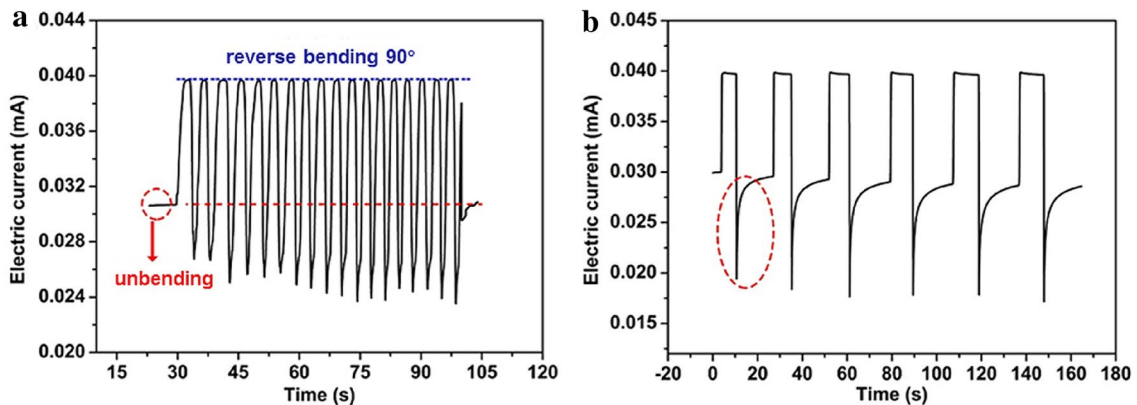 a
0.044
0.040
0.036
0.032
0.028
0.024
0.020
Electric current (mA)
reverse bending 90°
unbending
15 30 45 60 75 90 105 120
Time (s)
b
0.045
0.040
0.035
0.030
0.025
0.020
0.015
Electric current (mA)
-20 0 20 40 60 80 100 120 140 160 180
Time (s)